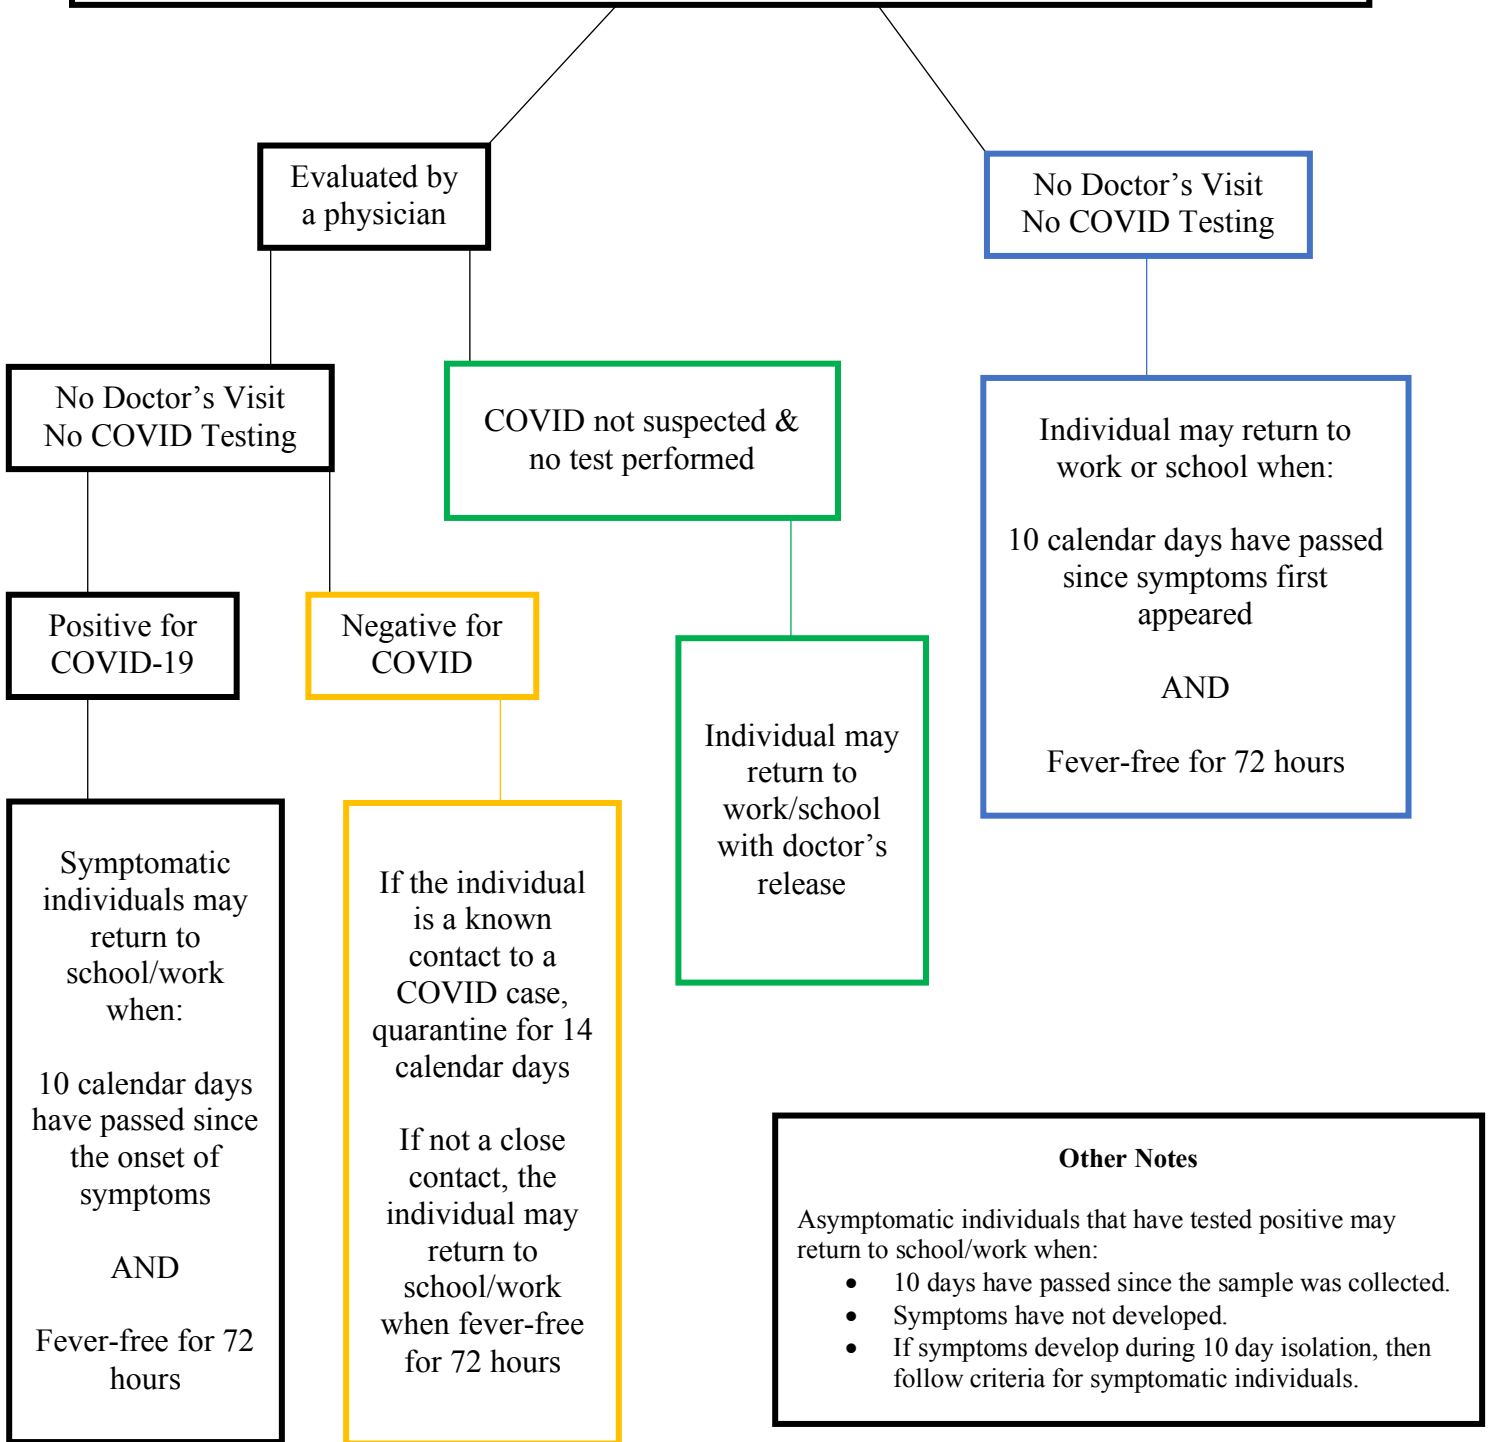 Evaluated by
a physician
No Doctor’s Visit
No COVID Testing
No Doctor’s Visit
No COVID Testing
COVID not suspected &
no test performed
Individual may return to
work or school when:
10 calendar days have passed
since symptoms first
appeared
AND
Fever-free for 72 hours
Positive for
COVID-19
Negative for
COVID
Individual may
return to
work/school
with doctor’s
release
Symptomatic
individuals may
return to
school/work
when:
10 calendar days
have passed since
the onset of
symptoms
AND
Fever-free for 72
hours
If the individual
is a known
contact to a
COVID case,
quarantine for 14
calendar days
If not a close
contact, the
individual may
return to
school/work
when fever-free
for 72 hours
Other Notes
Asymptomatic individuals that have tested positive may
return to school/work when:
• 10 days have passed since the sample was collected.
• Symptoms have not developed.
• If symptoms develop during 10 day isolation, then
follow criteria for symptomatic individuals.